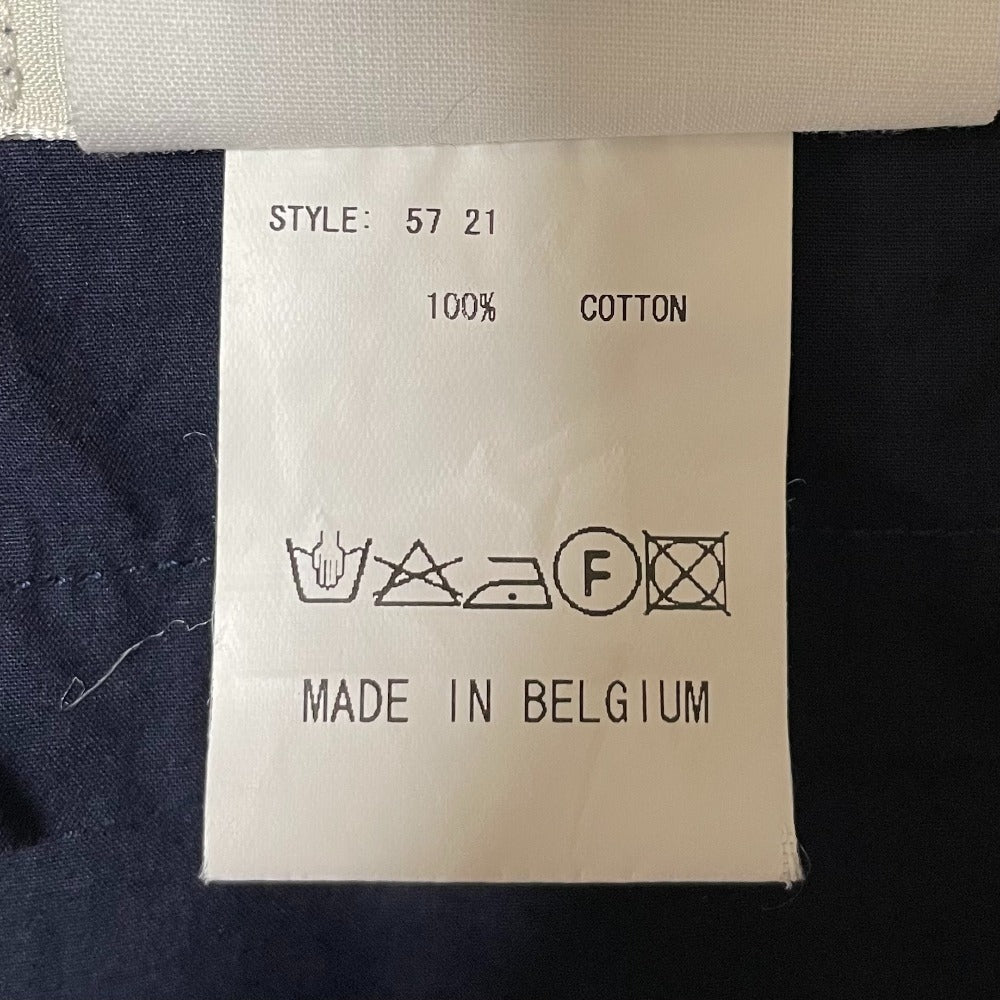 STYLE: 57 21
100% COTTON
F
MADE IN BELGIUM